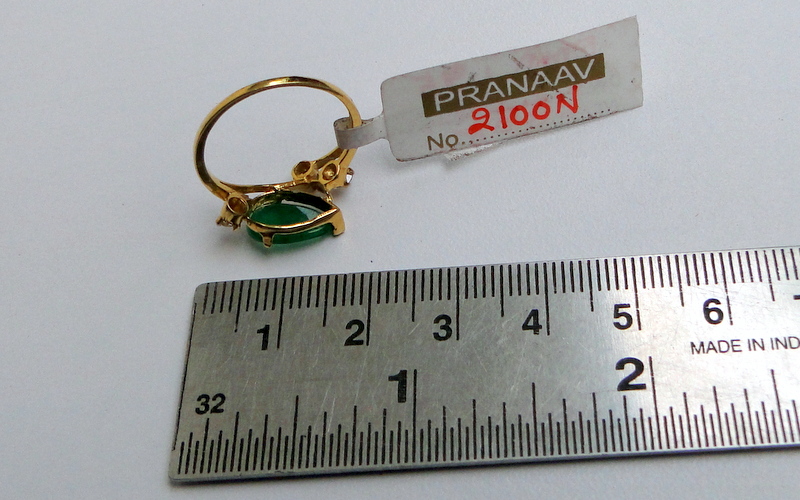 PRANAAV
No. 2100N
1 2 3 4 5 6
MADE IN IND
1 2
32